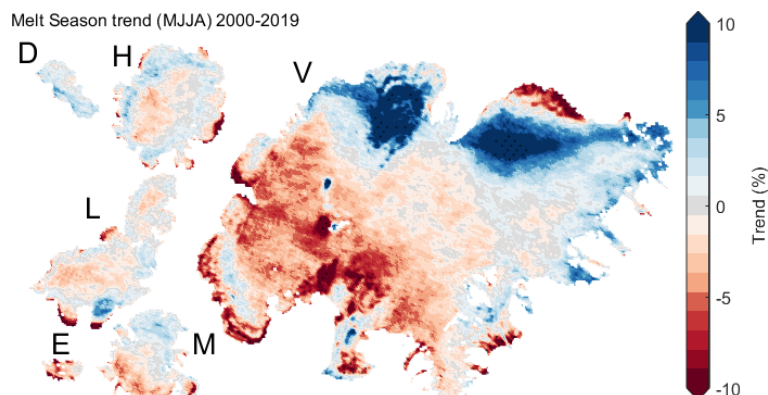 Melt Season trend (MJJA) 2000-2019
D
H
V
L
E
M
10
5
0
-5
-10
Trend (%)